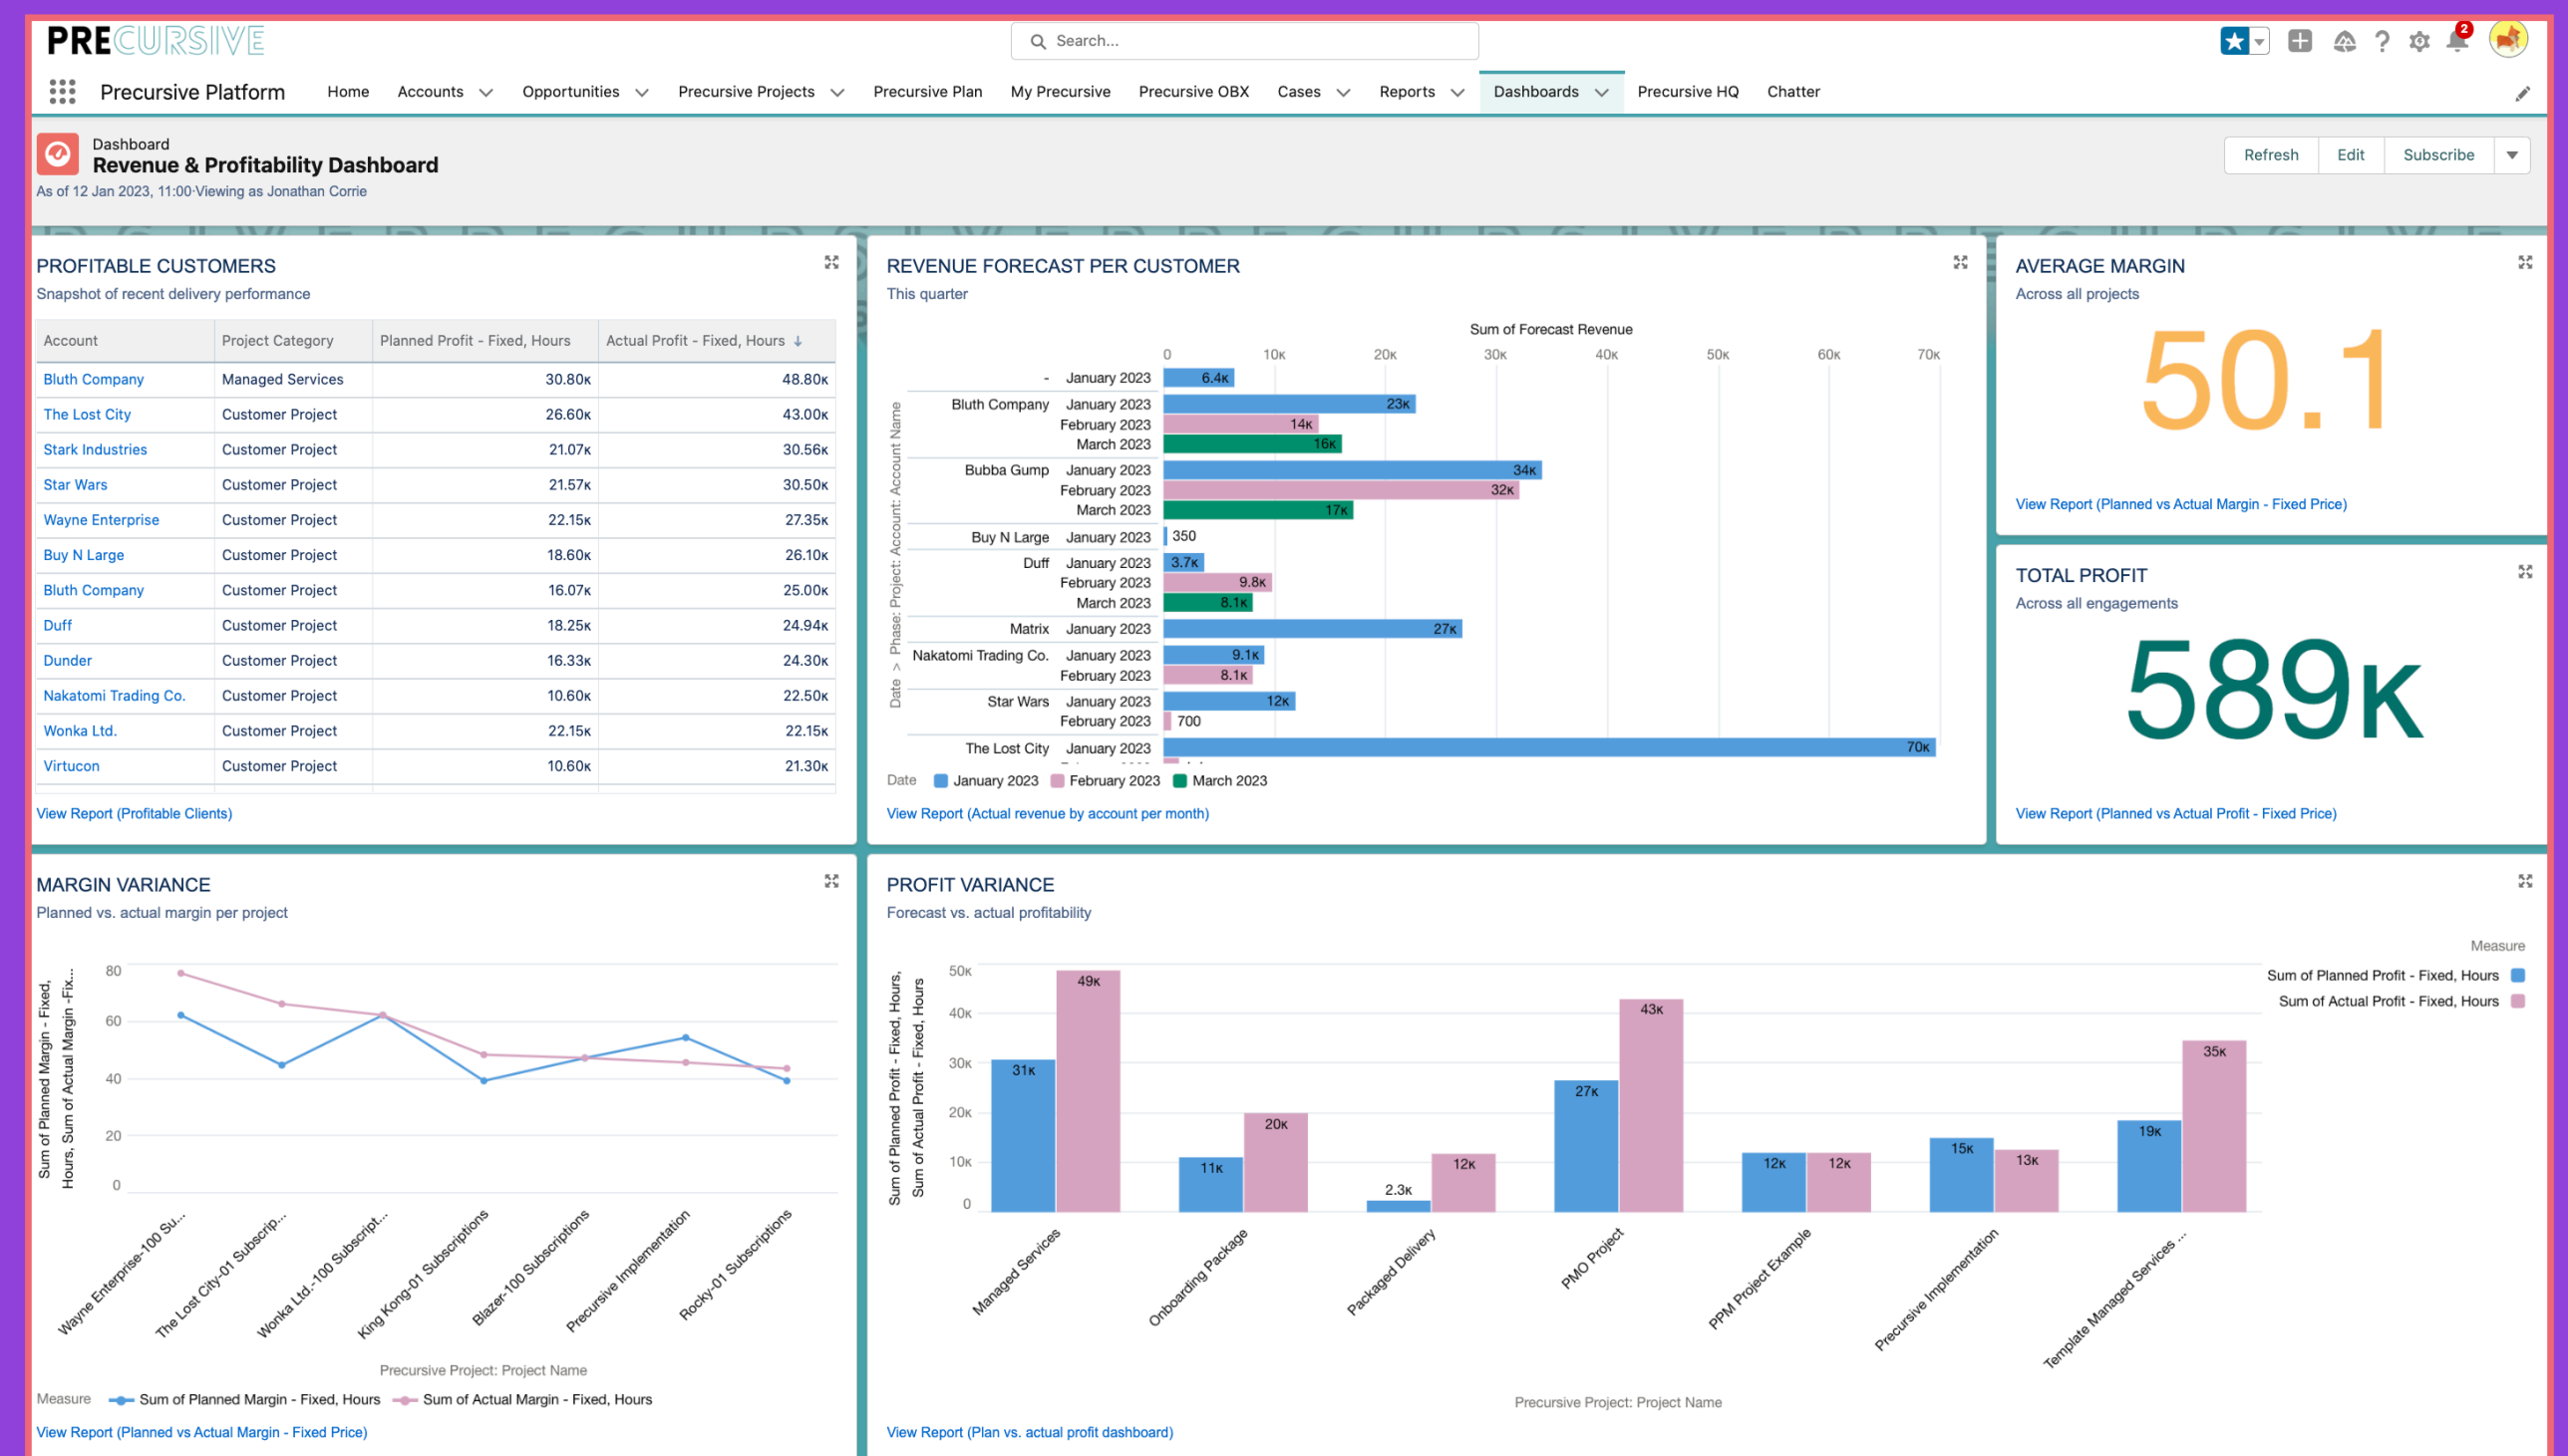 PRECURSIVE
Search...
2
Precursive Platform Home Accounts Opportunities Precursive Projects Precursive Plan My Precursive Precursive OBX Cases Reports Dashboards Precursive HQ Chatter
Dashboard
Revenue & Profitability Dashboard
As of 12 Jan 2023, 11:00·Viewing as Jonathan Corrie
Refresh Edit Subscribe
PROFITABLE CUSTOMERS
Snapshot of recent delivery performance
Account Project Category Planned Profit - Fixed, Hours Actual Profit - Fixed, Hours ↓
Bluth Company Managed Services 30.80K 48.80K
The Lost City Customer Project 26.60K 43.00K
Stark Industries Customer Project 21.07K 30.56K
Star Wars Customer Project 21.57K 30.50K
Wayne Enterprise Customer Project 22.15K 27.35K
Buy N Large Customer Project 18.60K 26.10K
Bluth Company Customer Project 16.07K 25.00K
Duff Customer Project 18.25K 24.94K
Dunder Customer Project 16.33K 24.30K
Nakatomi Trading Co. Customer Project 10.60K 22.50K
Wonka Ltd. Customer Project 22.15K 22.15K
Virtucon Customer Project 10.60K 21.30K
View Report (Profitable Clients)
REVENUE FORECAST PER CUSTOMER
This quarter
Sum of Forecast Revenue
0 10K 20K 30K 40K 50K 60K 70K
Date > Phase: Project: Account: Account Name
- January 2023 6.4K
Bluth Company January 2023 23K
February 2023 14K
March 2023 16K
Bubba Gump January 2023 34K
February 2023 32K
March 2023 17K
Buy N Large January 2023 350
Duff January 2023 3.7K
February 2023 9.8K
March 2023 8.1K
Matrix January 2023 27K
Nakatomi Trading Co. January 2023 9.1K
February 2023 8.1K
Star Wars January 2023 12K
February 2023 700
The Lost City January 2023 70K
Date January 2023 February 2023 March 2023
View Report (Actual revenue by account per month)
AVERAGE MARGIN
Across all projects
50.1
View Report (Planned vs Actual Margin - Fixed Price)
TOTAL PROFIT
Across all engagements
589K
View Report (Planned vs Actual Profit - Fixed Price)
MARGIN VARIANCE
Planned vs. actual margin per project
Sum of Planned Margin - Fixed,
Hours, Sum of Actual Margin -Fix...
80
60
40
20
0
Wayne Enterprise-100 Su...
The Lost City-01 Subscrip...
Wonka Ltd.-100 Subscript...
King Kong-01 Subscriptions
Blazer-100 Subscriptions
Precursive Implementation
Rocky-01 Subscriptions
Precursive Project: Project Name
Measure Sum of Planned Margin - Fixed, Hours Sum of Actual Margin - Fixed, Hours
View Report (Planned vs Actual Margin - Fixed Price)
PROFIT VARIANCE
Forecast vs. actual profitability
Measure
Sum of Planned Profit - Fixed, Hours
Sum of Actual Profit - Fixed, Hours
Sum of Planned Profit - Fixed, Hours,
Sum of Actual Profit - Fixed, Hours
50K
40K
30K
20K
10K
0
31K 49K
11K 20K
2.3K 12K
27K 43K
12K 12K
15K 13K
19K 35K
Managed Services
Onboarding Package
Packaged Delivery
PMO Project
PPM Project Example
Precursive Implementation
Template Managed Services ...
Precursive Project: Project Name
View Report (Plan vs. actual profit dashboard)